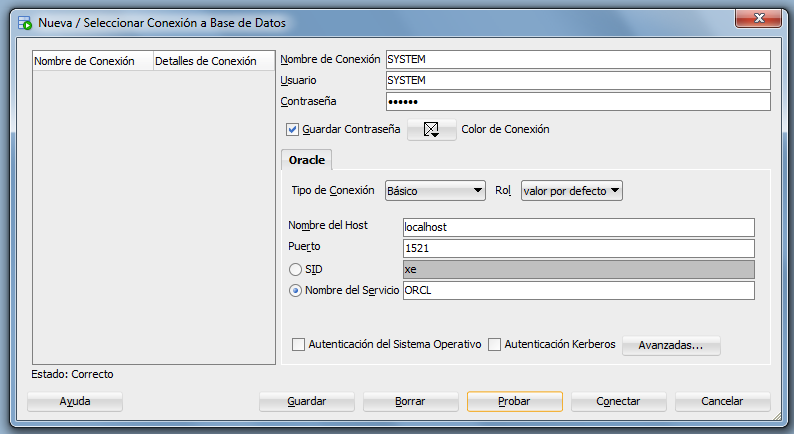 Nueva / Seleccionar Conexión a Base de Datos
Nombre de Conexión Detalles de Conexión
Nombre de Conexión SYSTEM
Usuario SYSTEM
Contraseña ••••••
Guardar Contraseña Color de Conexión
Oracle
Tipo de Conexión Básico Rol valor por defecto
Nombre del Host localhost
Puerto 1521
SID xe
Nombre del Servicio ORCL
Autenticación del Sistema Operativo Autenticación Kerberos Avanzadas...
Estado: Correcto
Ayuda Guardar Borrar Probar Conectar Cancelar